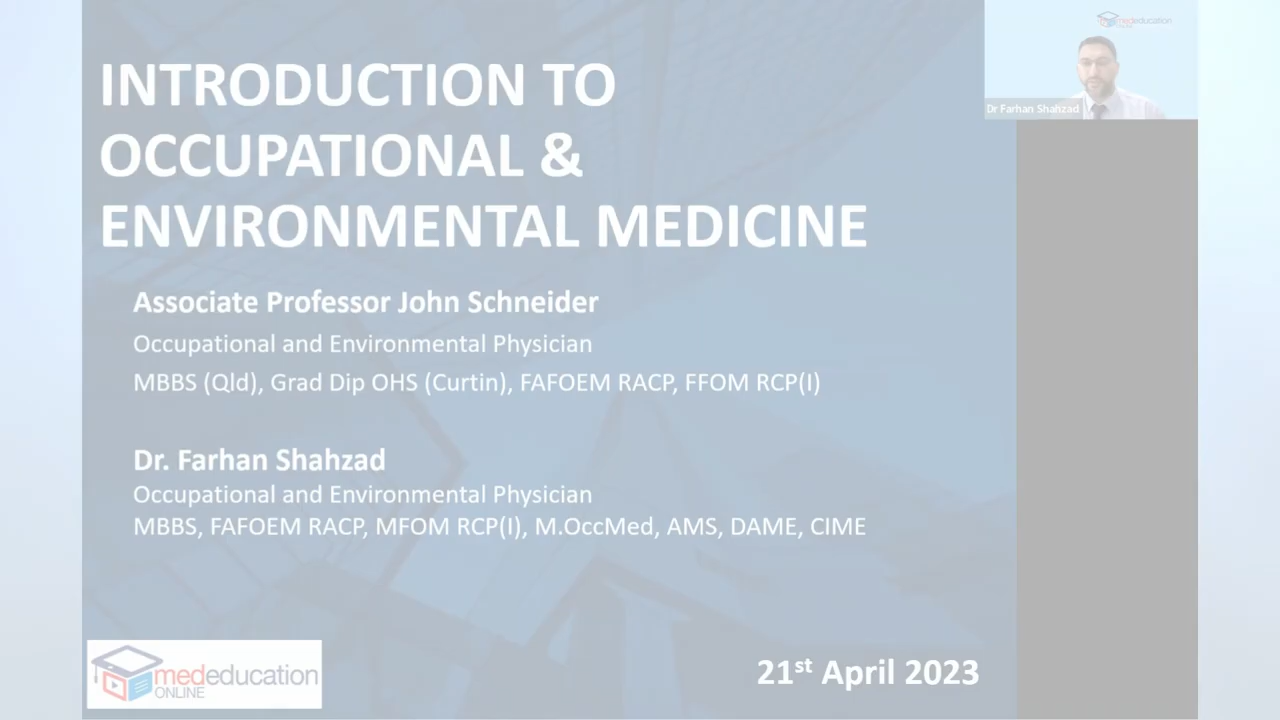 INTRODUCTION TO
OCCUPATIONAL &
ENVIRONMENTAL MEDICINE
Associate Professor John Schneider
Occupational and Environmental Physician
MBBS (Qld), Grad Dip OHS (Curtin), FAFOEM RACP, FFOM RCP(I)
Dr. Farhan Shahzad
Occupational and Environmental Physician
MBBS, FAFOEM RACP, MFOM RCP(I), M.OccMed, AMS, DAME, CIME
mededucation
ONLINE
21st April 2023
mededucation
Dr Farhan Shahzad